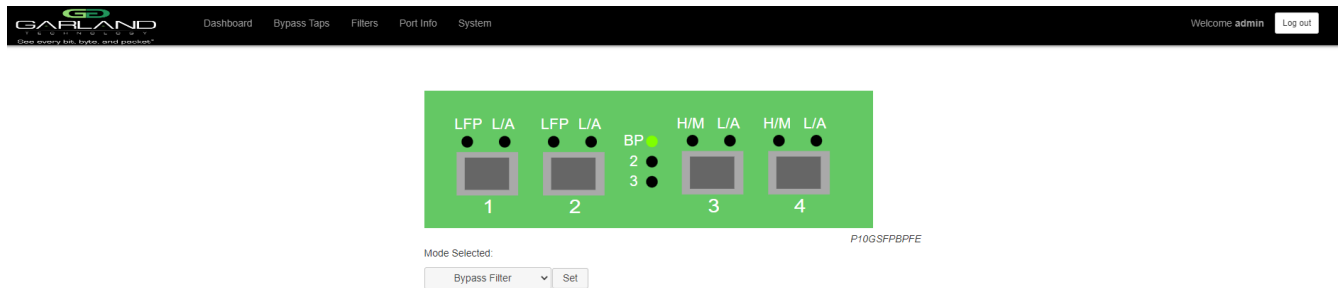 GARLAND
TECHNOLOGY
See every bit, byte, and packet®
Dashboard Bypass Taps Filters Port Info System
Welcome admin Log out
LFP L/A LFP L/A H/M L/A H/M L/A
BP
2
3
1 2 3 4
P10GSFPBPFE
Mode Selected:
Bypass Filter Set